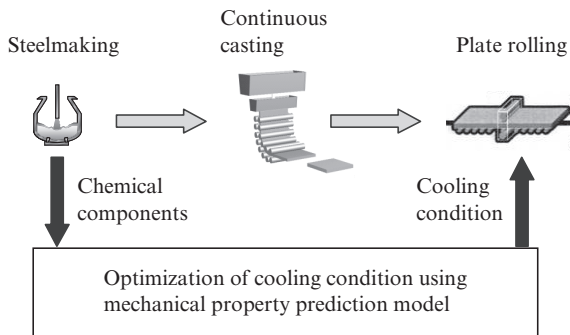 Steelmaking
Continuous
casting
Plate rolling
Chemical
components
Cooling
condition
Optimization of cooling condition using
mechanical property prediction model